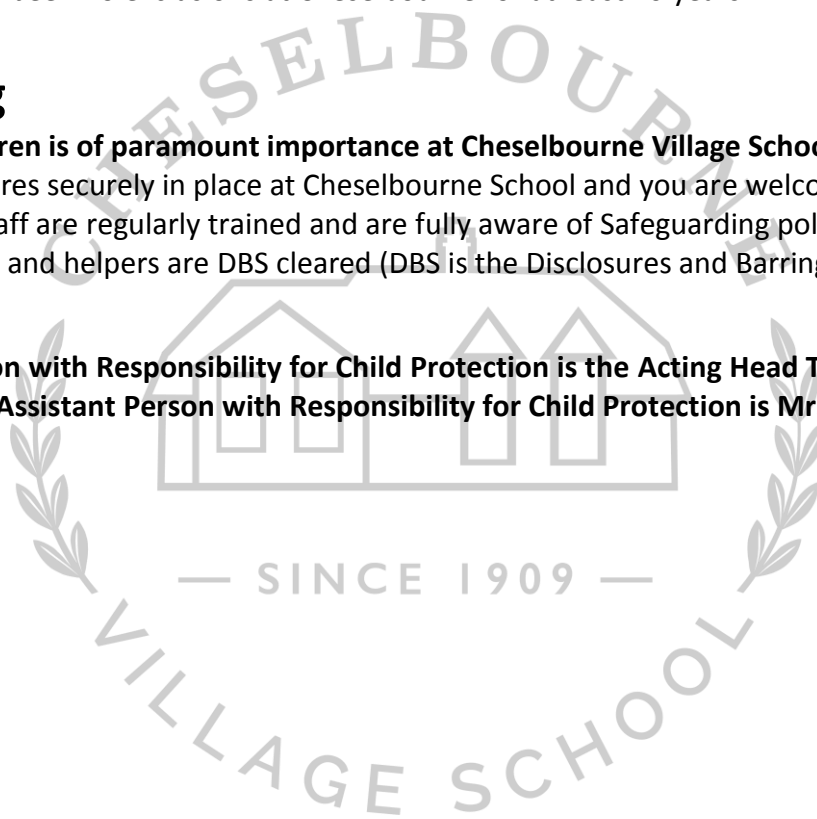 CHESELBOURNE
g
ren is of paramount importance at Cheselbourne Village Schoo
res securely in place at Cheselbourne School and you are welco
aff are regularly trained and are fully aware of Safeguarding pol
and helpers are DBS cleared (DBS is the Disclosures and Barring
on with Responsibility for Child Protection is the Acting Head T
Assistant Person with Responsibility for Child Protection is Mr
— SINCE 1909 —
VILLAGE SCHOOL